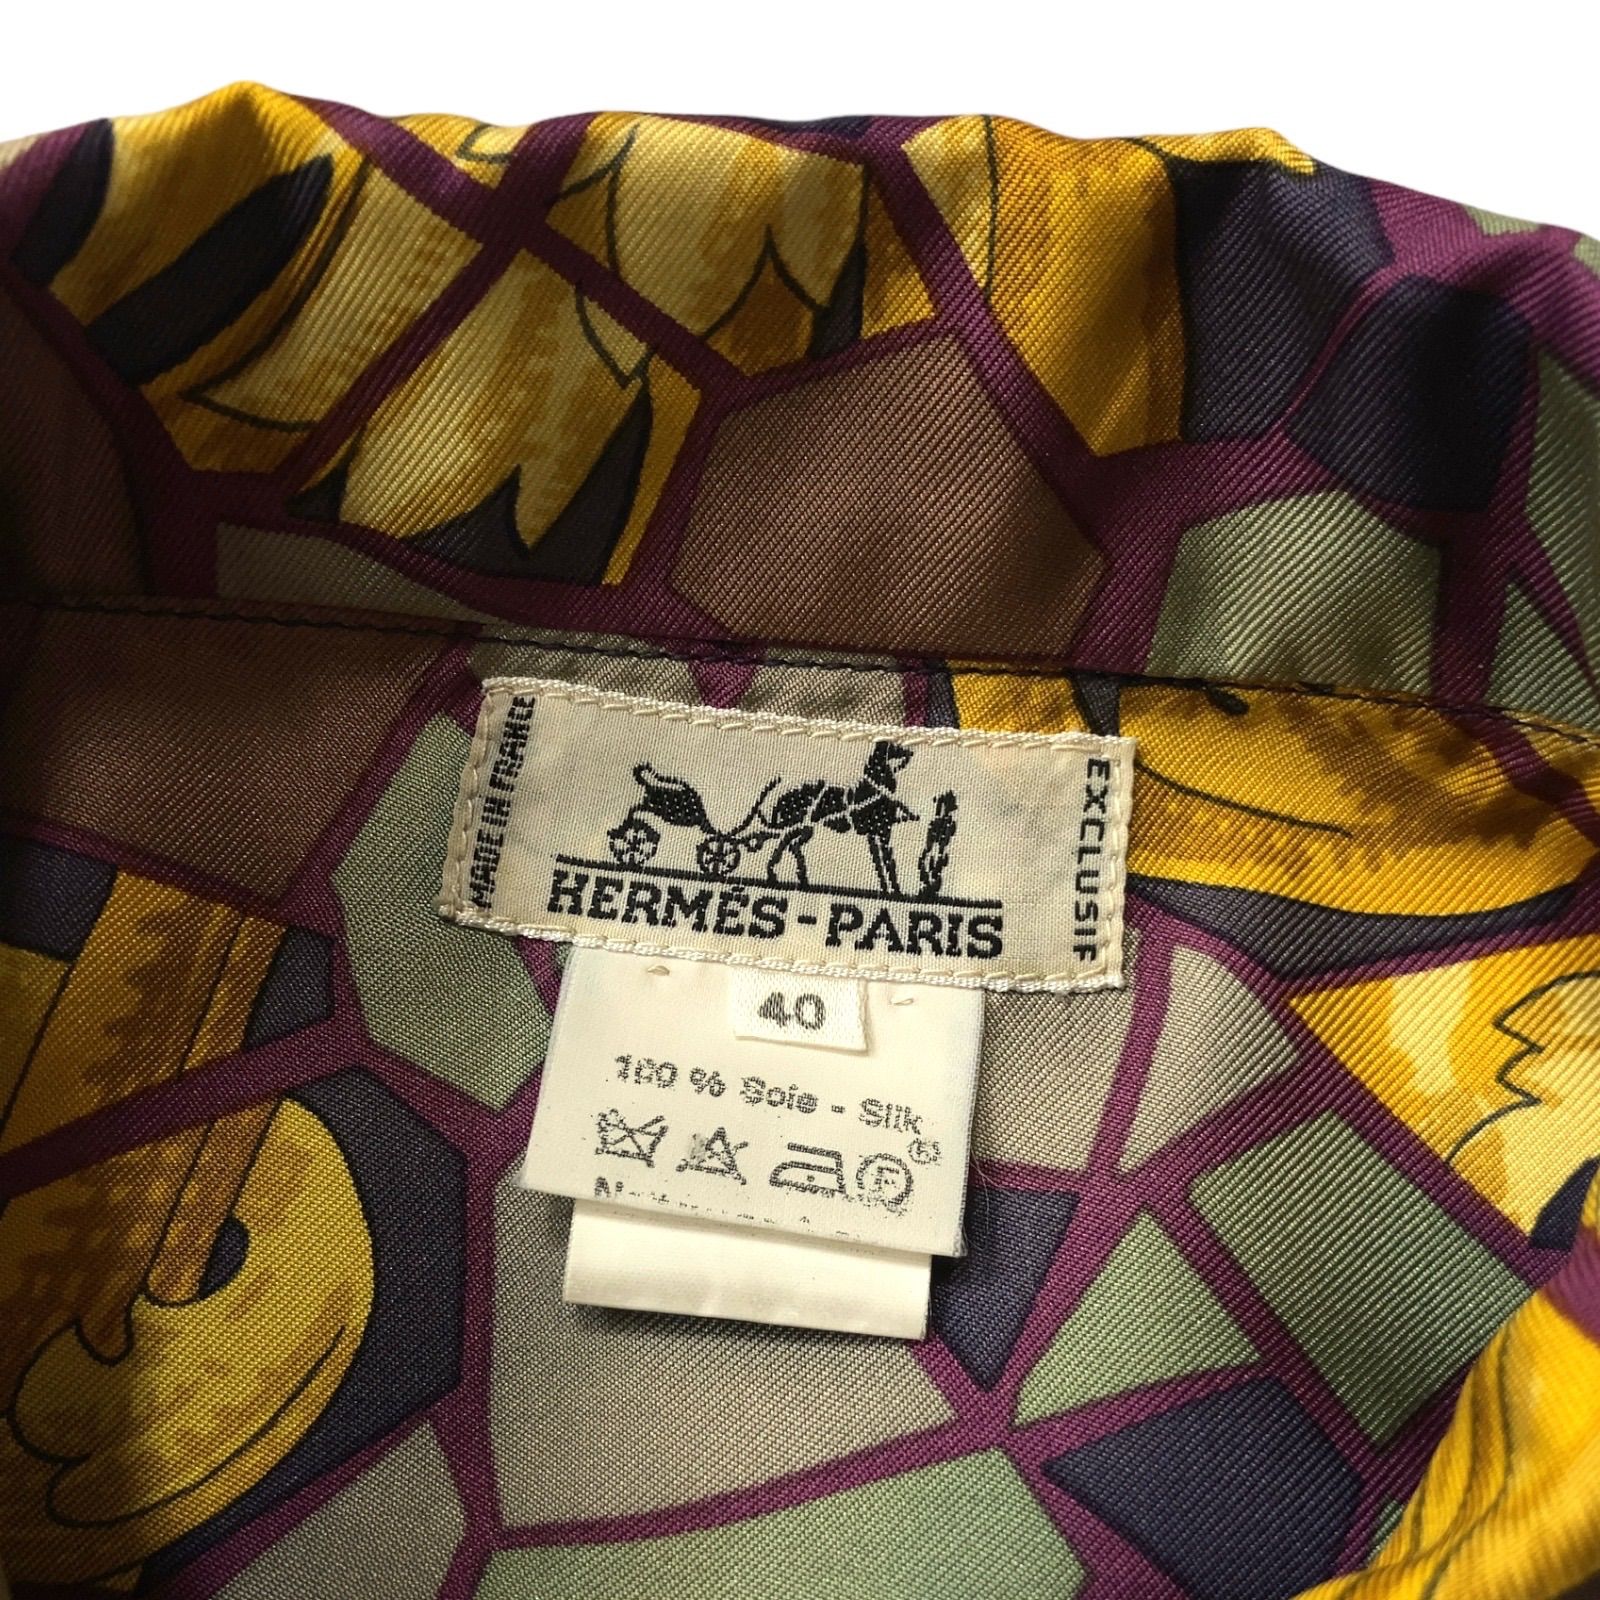 MADE IN FRANCE
HERMÈS-PARIS
EXCLUSIF
40
100 % Soie - Silk
F